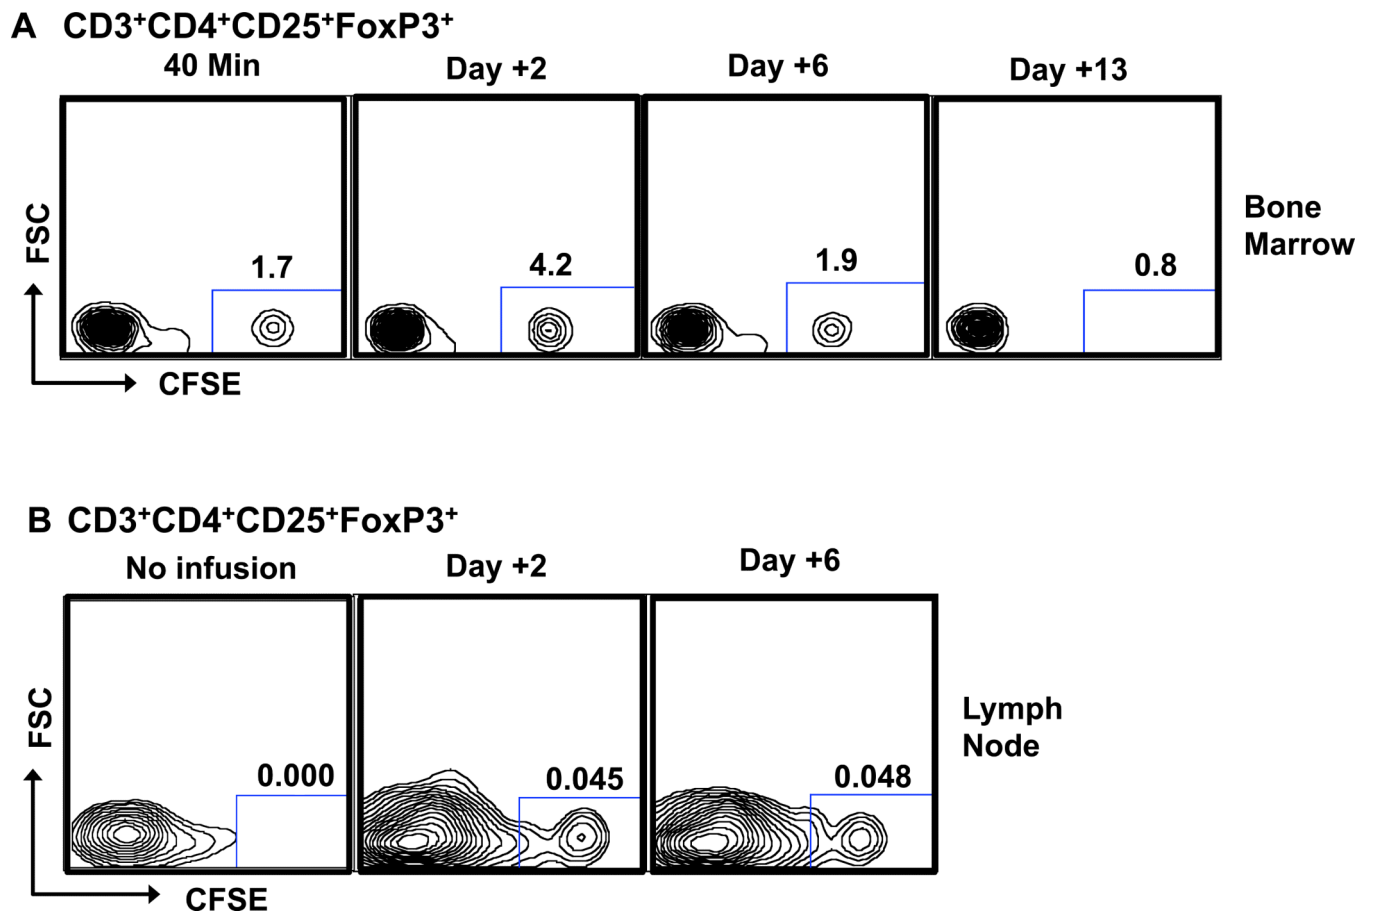 A CD3⁺CD4⁺CD25⁺FoxP3⁺
40 Min Day +2 Day +6 Day +13
FSC
1.7 4.2 1.9 0.8
Bone
Marrow
CFSE
B CD3⁺CD4⁺CD25⁺FoxP3⁺
No infusion Day +2 Day +6
FSC
0.000 0.045 0.048
Lymph
Node
CFSE